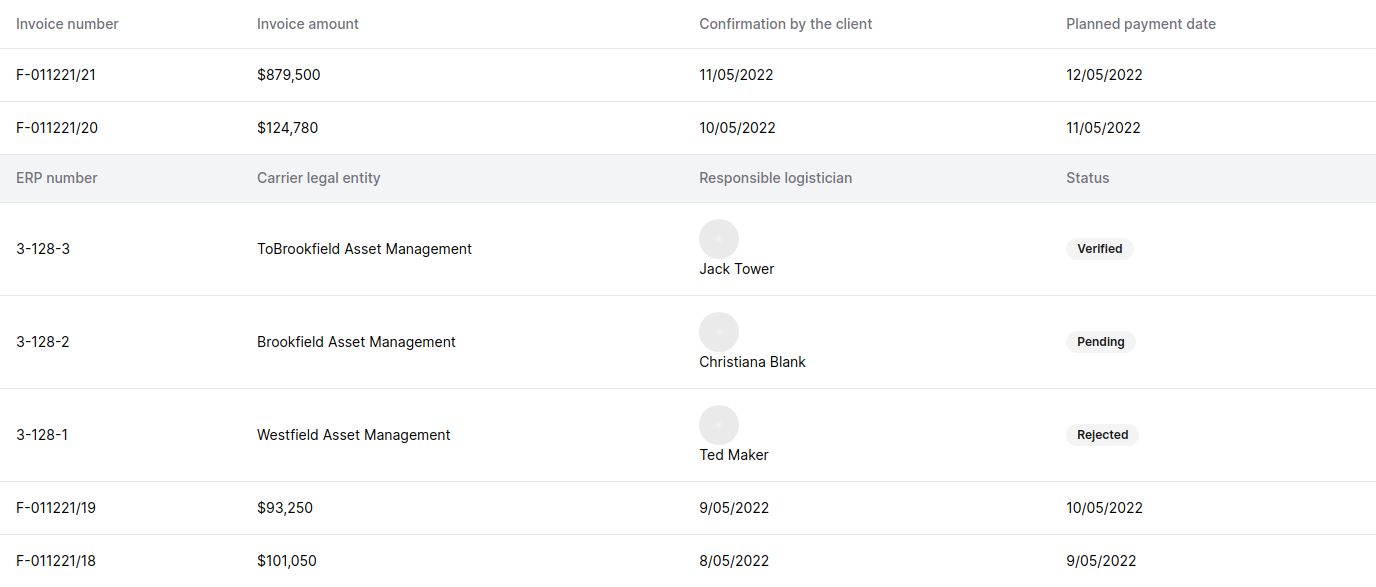 Invoice number Invoice amount Confirmation by the client Planned payment date
F-011221/21 $879,500 11/05/2022 12/05/2022
F-011221/20 $124,780 10/05/2022 11/05/2022
ERP number Carrier legal entity Responsible logistician Status
3-128-3 ToBrookfield Asset Management Jack Tower Verified
3-128-2 Brookfield Asset Management Christiana Blank Pending
3-128-1 Westfield Asset Management Ted Maker Rejected
F-011221/19 $93,250 9/05/2022 10/05/2022
F-011221/18 $101,050 8/05/2022 9/05/2022